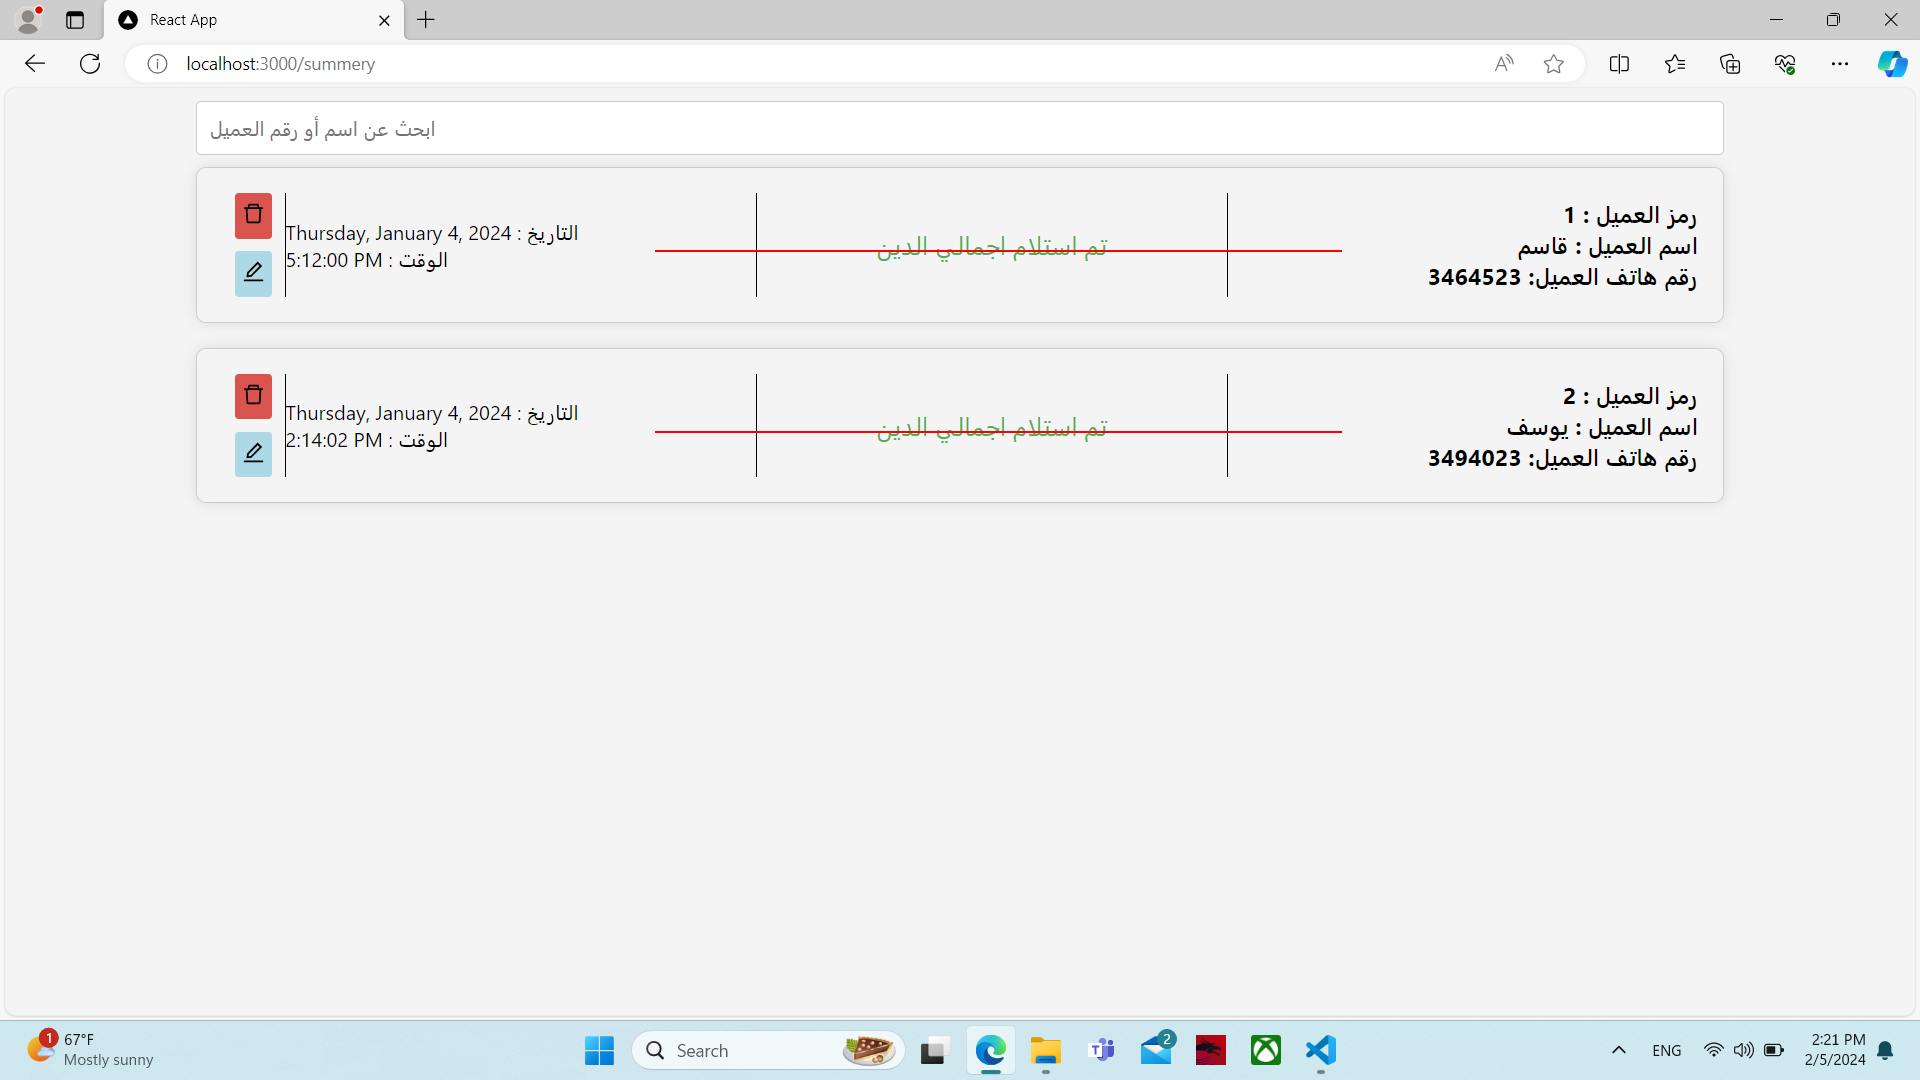 React App
localhost:3000/summery
ابحث عن اسم أو رقم العميل
رمز العميل : 1
اسم العميل : قاسم
رقم هاتف العميل: 3464523
تم استلام اجمالي الدين
التاريخ : Thursday, January 4, 2024
الوقت : 5:12:00 PM
رمز العميل : 2
اسم العميل : يوسف
رقم هاتف العميل: 3494023
تم استلام اجمالي الدين
التاريخ : Thursday, January 4, 2024
الوقت : 2:14:02 PM
1
67°F
Mostly sunny
Search
2
ENG
2:21 PM
2/5/2024